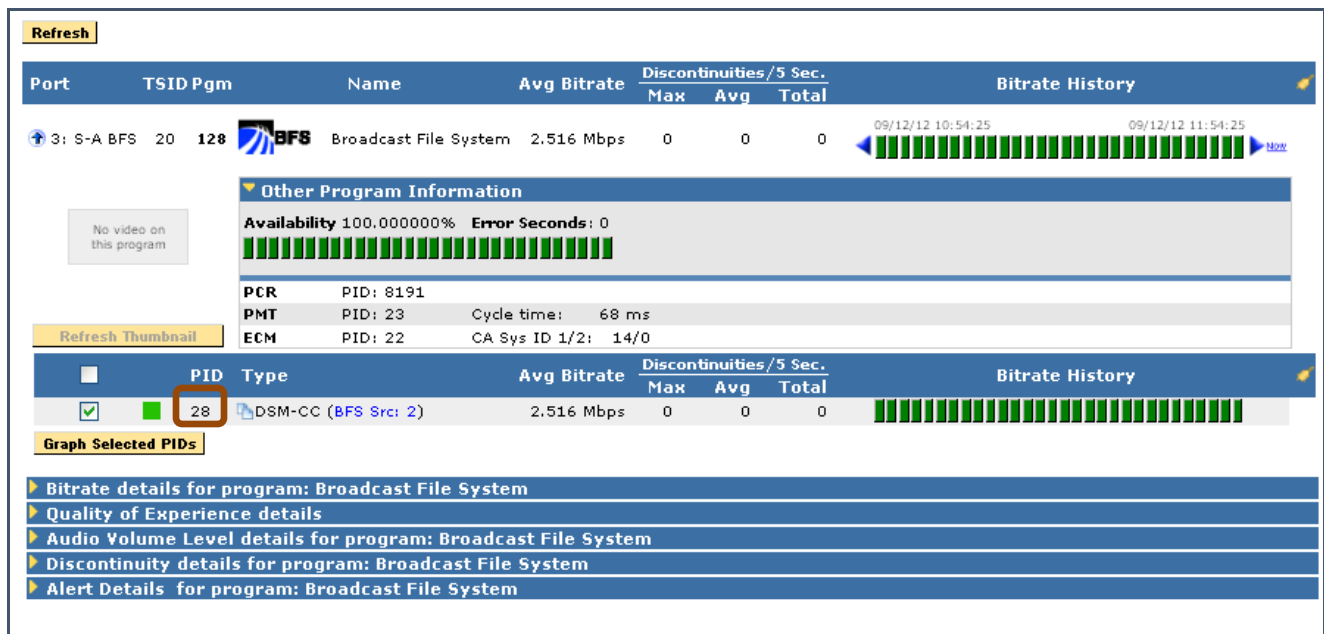 Refresh
Port TSID Pgm Name Avg Bitrate Discontinuities/5 Sec. Bitrate History
Max Avg Total
09/12/12 10:54:25 09/12/12 11:54:25
3: S-A BFS 20 128 BFS Broadcast File System 2.516 Mbps 0 0 0 Now
Other Program Information
No video on
this program
Availability 100.000000% Error Seconds: 0
PCR PID: 8191
PMT PID: 23 Cycle time: 68 ms
Refresh Thumbnail
ECM PID: 22 CA Sys ID 1/2: 14/0
PID Type Avg Bitrate Discontinuities/5 Sec. Bitrate History
Max Avg Total
28 DSM-CC (BFS Src: 2) 2.516 Mbps 0 0 0
Graph Selected PIDs
Bitrate details for program: Broadcast File System
Quality of Experience details
Audio Volume Level details for program: Broadcast File System
Discontinuity details for program: Broadcast File System
Alert Details for program: Broadcast File System